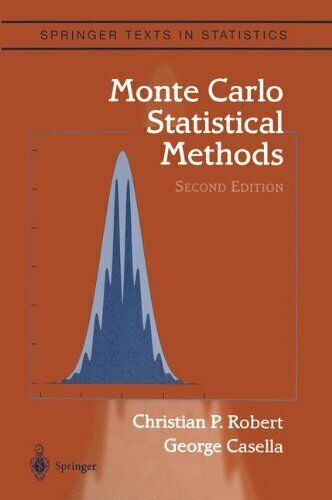 SPRINGER TEXTS IN STATISTICS
Monte Carlo
Statistical
Methods
SECOND EDITION
Christian P. Robert
George Casella
Springer